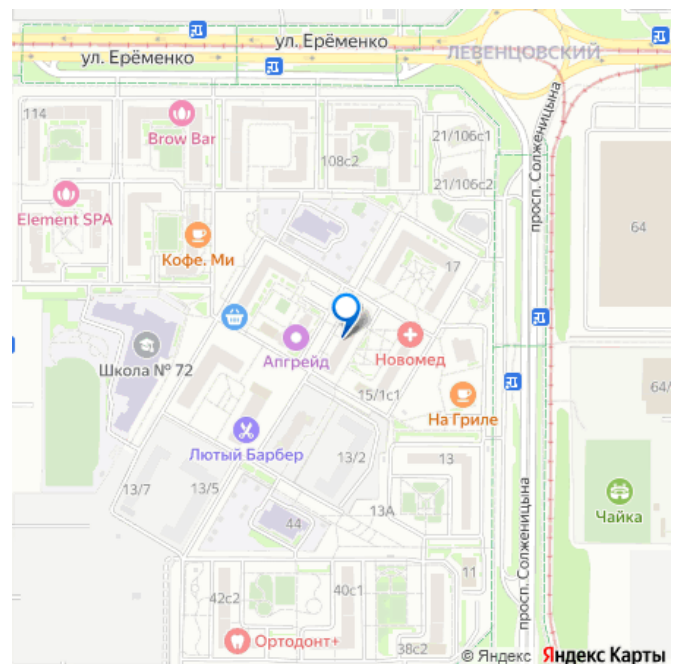 ул. Ерёменко
ул. Ерёменко
ЛЕВЕНЦОВСКИЙ
114
Brow Bar
108с2
21/106с1
21/106с2
просп. Солженицына
64
Element SPA
Кофе. Ми
17
Школа № 72
Апгрейд
Новомед
15/1с1
На Гриле
64/
Лютый Барбер
13/2
13
13/7
13/5
13А
44
Чайка
просп. Солженицына
42с2
40с1
11
Ортодонт+
38с2
© Яндекс Яндекс Карты